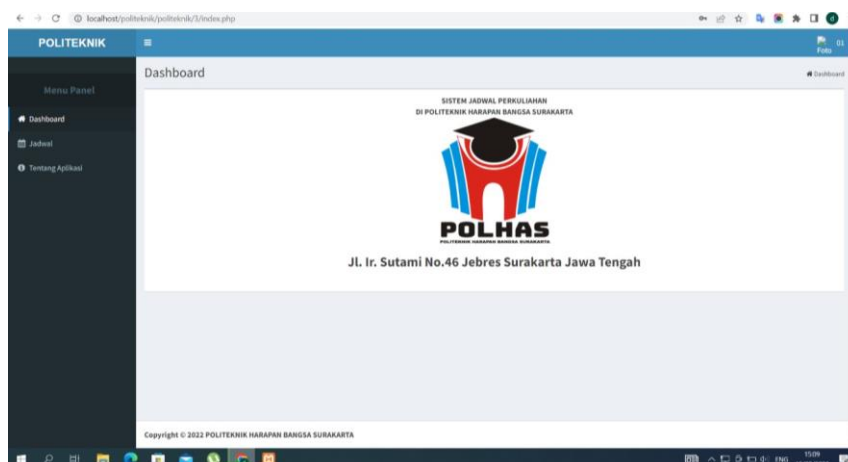 localhost/politeknik/politeknik/3/index.php
POLITEKNIK
Foto
01
Dashboard
Dashboard
Menu Panel
Dashboard
Jadwal
Tentang Aplikasi
SISTEM JADWAL PERKULIAHAN
DI POLITEKNIK HARAPAN BANGSA SURAKARTA
POLHAS
POLITEKNIK HARAPAN BANGSA SURAKARTA
Jl. Ir. Sutami No.46 Jebres Surakarta Jawa Tengah
Copyright © 2022 POLITEKNIK HARAPAN BANGSA SURAKARTA
ENG
15:09